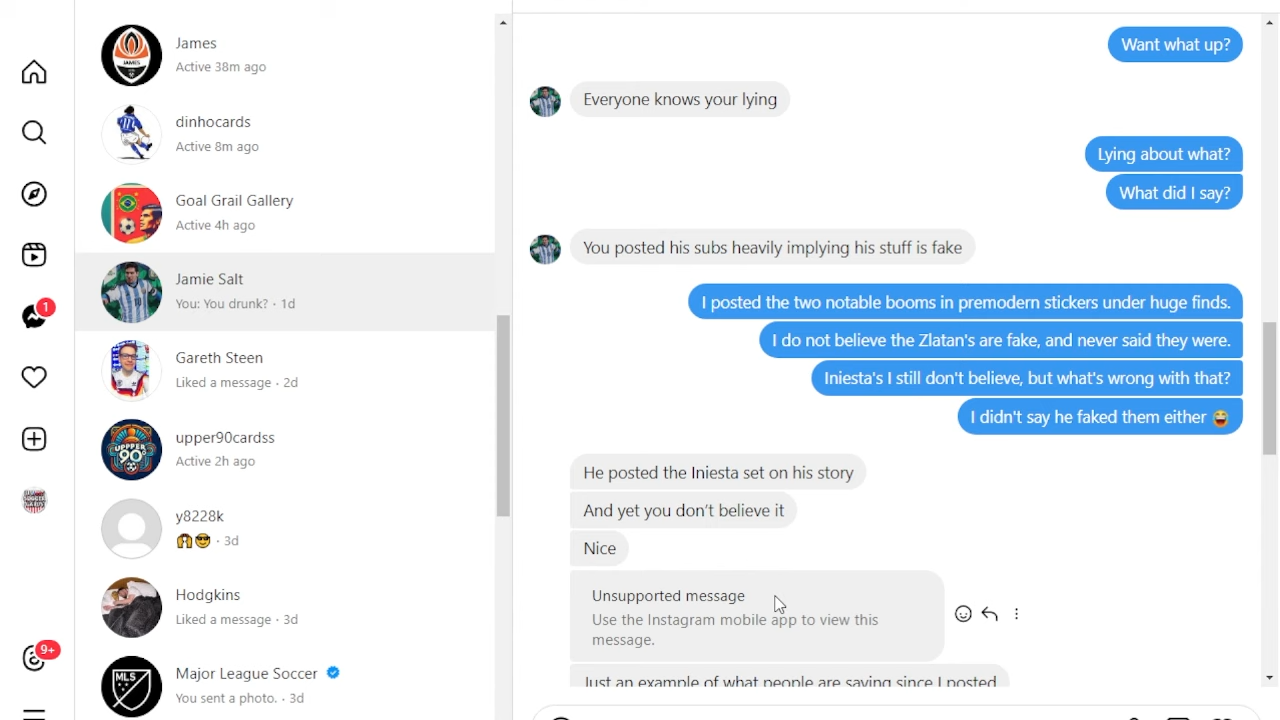 James
Active 38m ago
dinhocards
Active 8m ago
Goal Grail Gallery
Active 4h ago
Jamie Salt
You: You drunk? · 1d
Gareth Steen
Liked a message · 2d
upper90cardss
Active 2h ago
y8228k
🙌😎 · 3d
Hodgkins
Liked a message · 3d
Major League Soccer
You sent a photo. · 3d
1
9+
JAMES
UPPPER
90
MLS
Want what up?
Everyone knows your lying
Lying about what?
What did I say?
You posted his subs heavily implying his stuff is fake
I posted the two notable booms in premodern stickers under huge finds.
I do not believe the Zlatan's are fake, and never said they were.
Iniesta's I still don't believe, but what's wrong with that?
I didn't say he faked them either 😂
He posted the Iniesta set on his story
And yet you don’t believe it
Nice
Unsupported message
Use the Instagram mobile app to view this
message.
Just an example of what people are saying since I posted